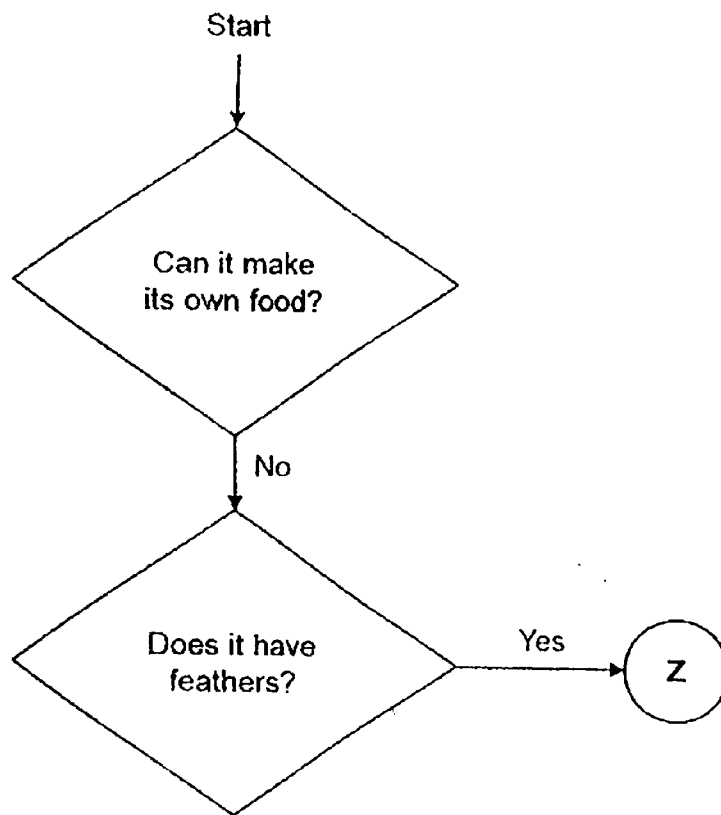 Start
Can it make
its own food?
No
Does it have
feathers?
Yes
Z